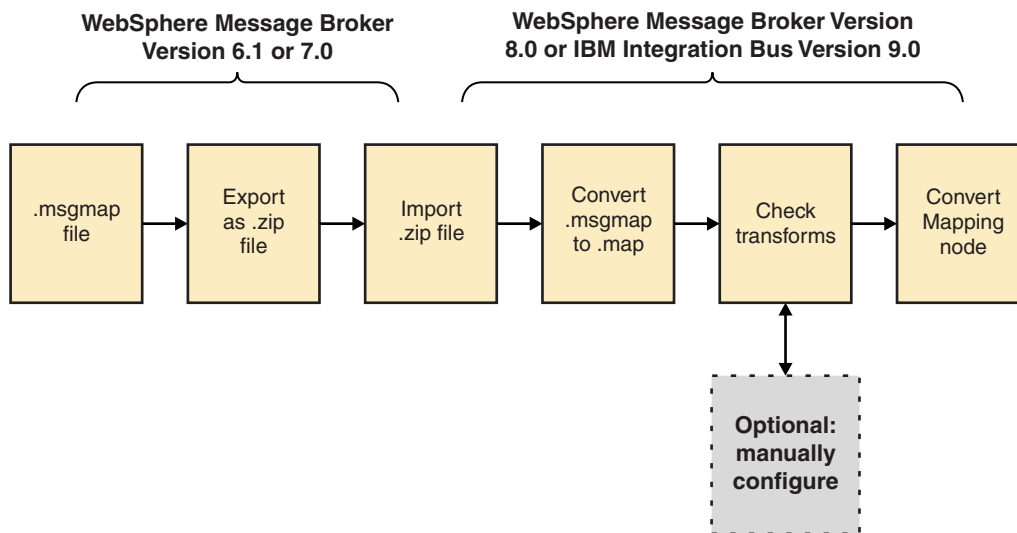 WebSphere Message Broker
Version 6.1 or 7.0
WebSphere Message Broker Version
8.0 or IBM Integration Bus Version 9.0
.msgmap
file
Export
as .zip
file
Import
.zip file
Convert
.msgmap
to .map
Check
transforms
Convert
Mapping
node
Optional:
manually
configure